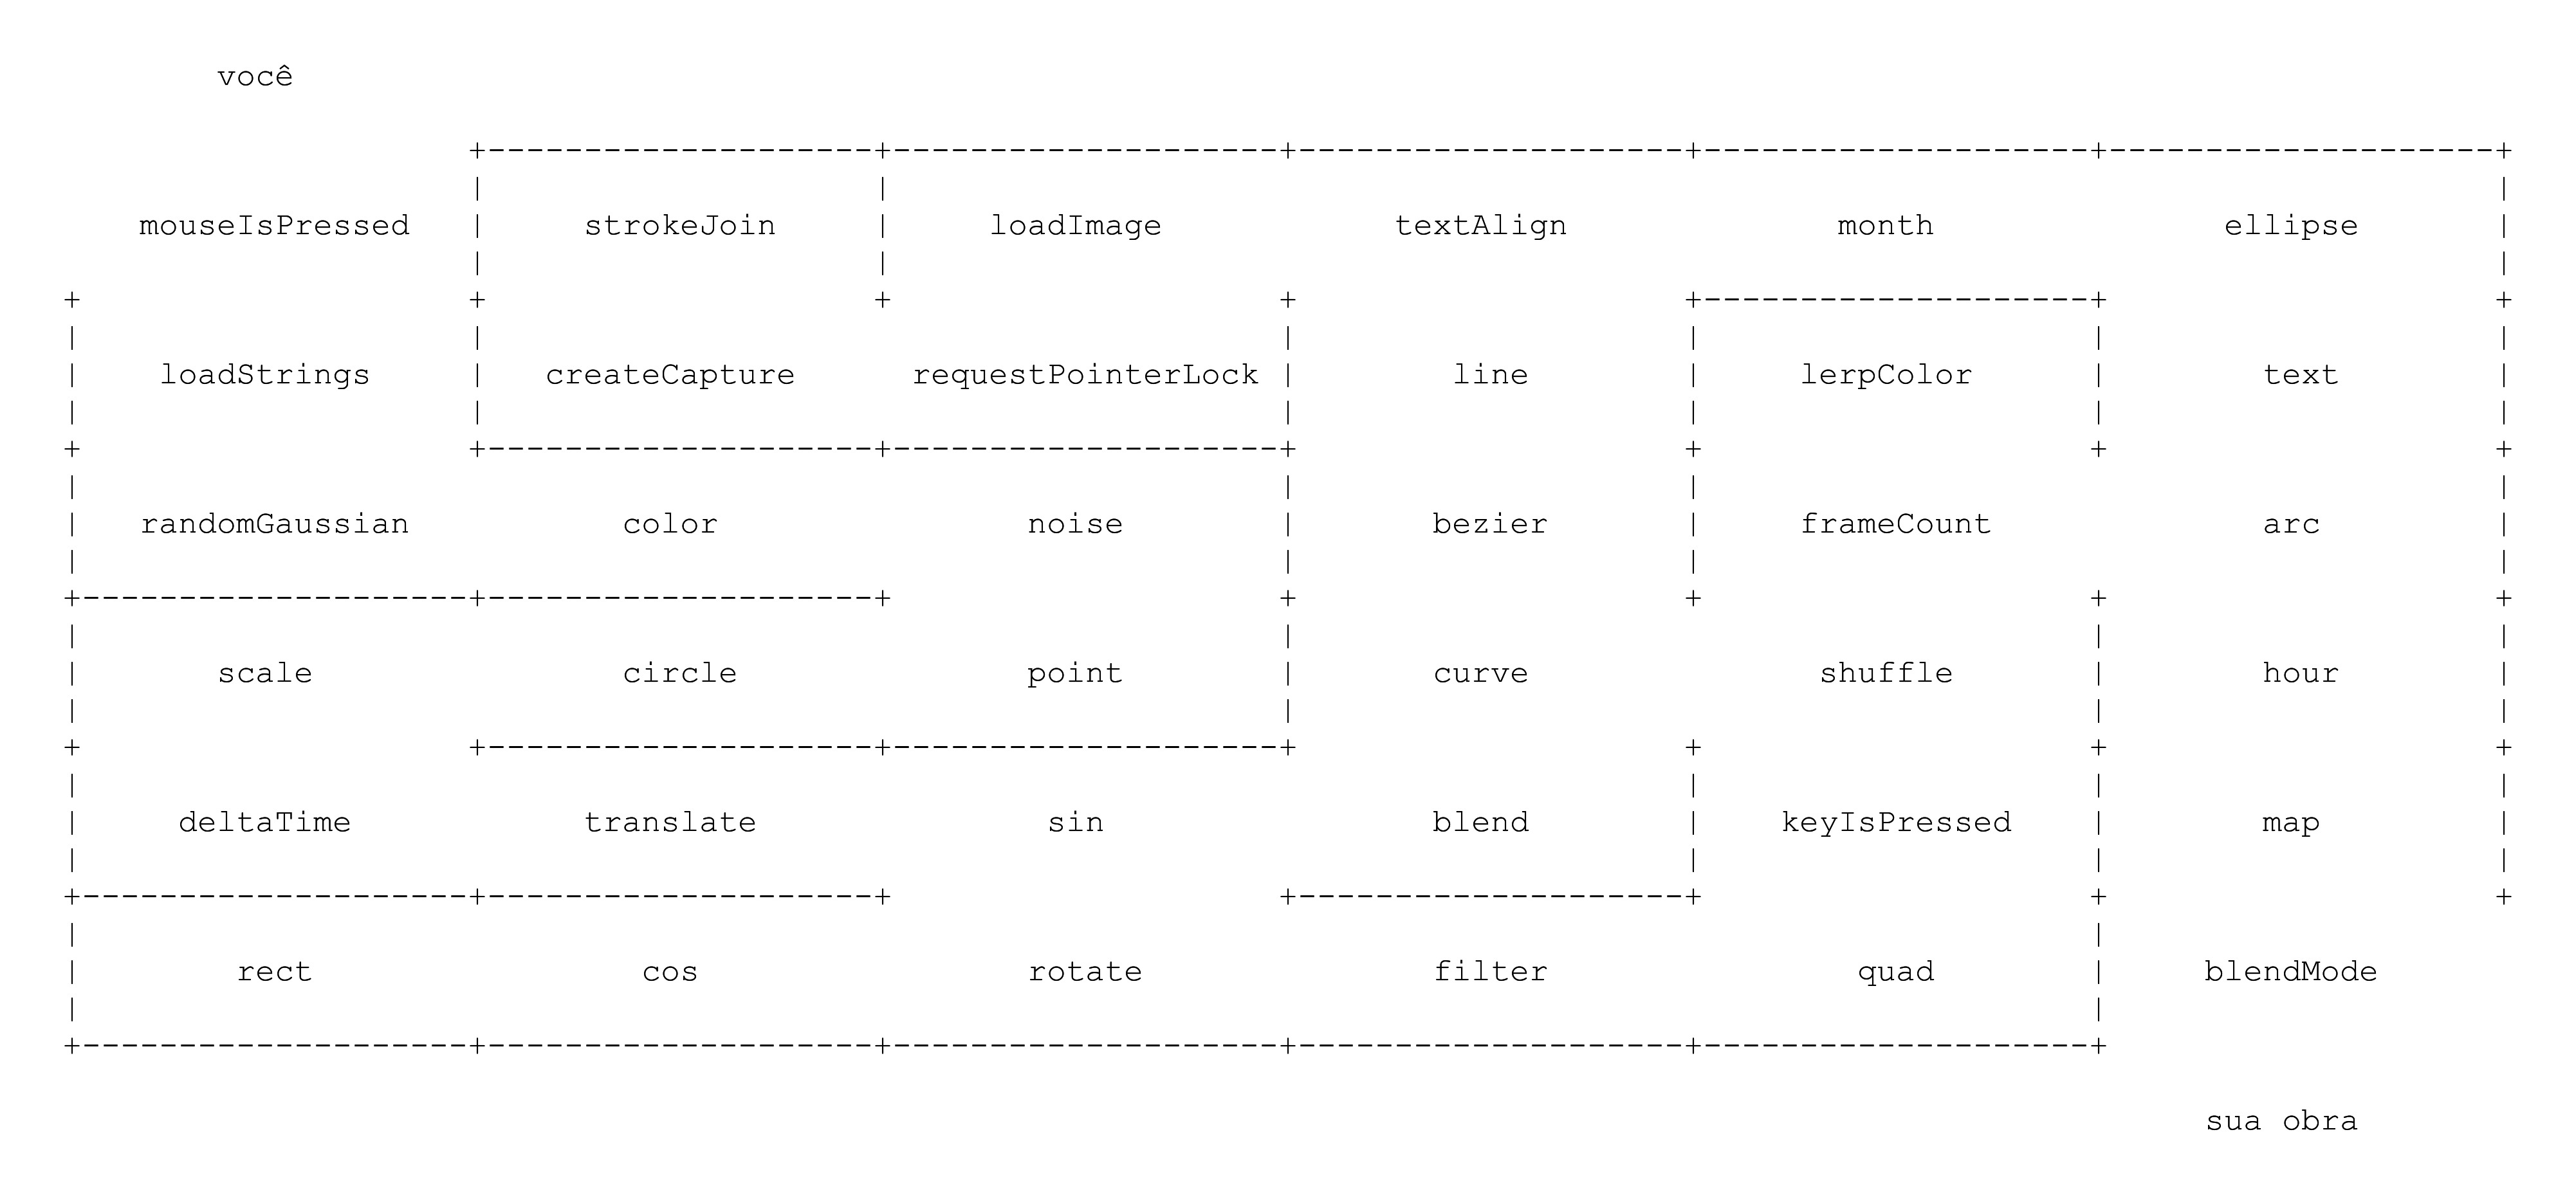 você
mouseIsPressed strokeJoin loadImage textAlign month ellipse
loadStrings createCapture requestPointerLock line lerpColor text
randomGaussian color noise bezier frameCount arc
scale circle point curve shuffle hour
deltaTime translate sin blend keyIsPressed map
rect cos rotate filter quad blendMode
sua obra